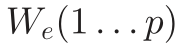 W_e(1 … p)